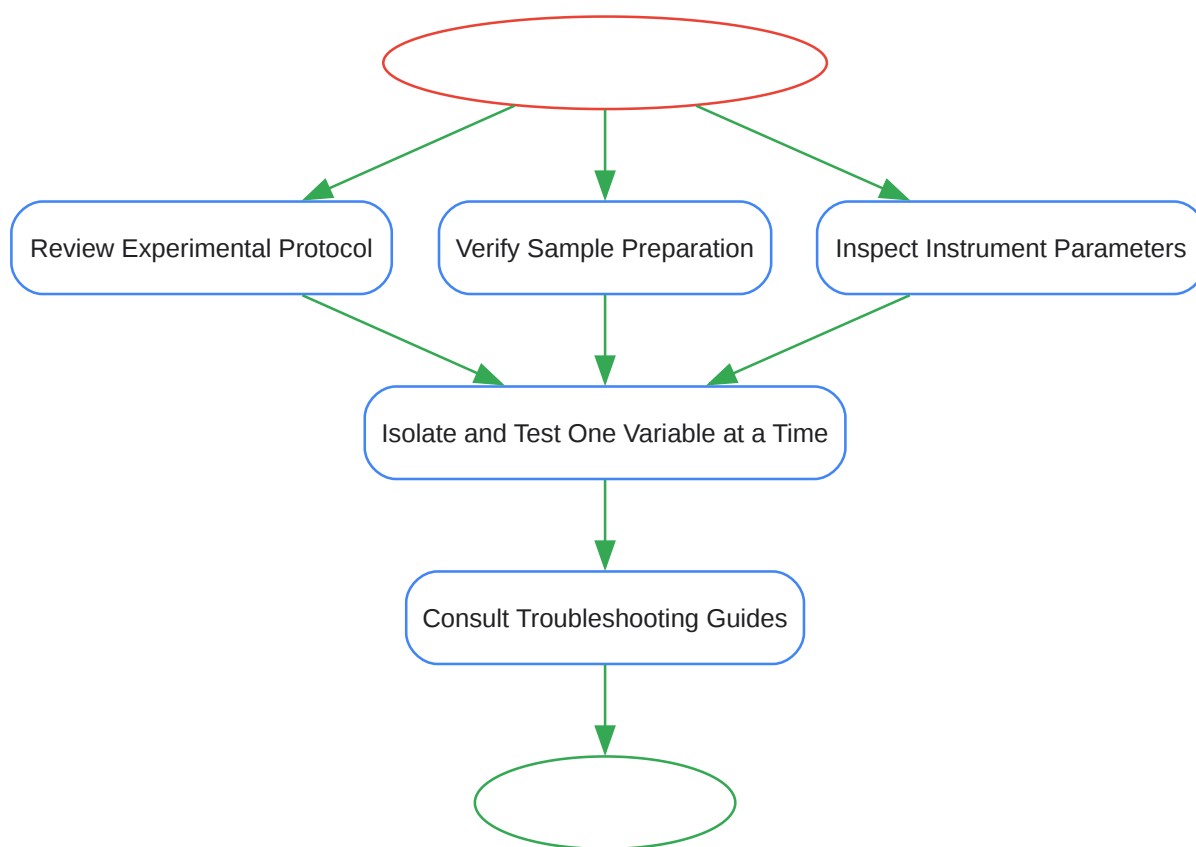 Review Experimental Protocol
Verify Sample Preparation
Inspect Instrument Parameters
Isolate and Test One Variable at a Time
Consult Troubleshooting Guides